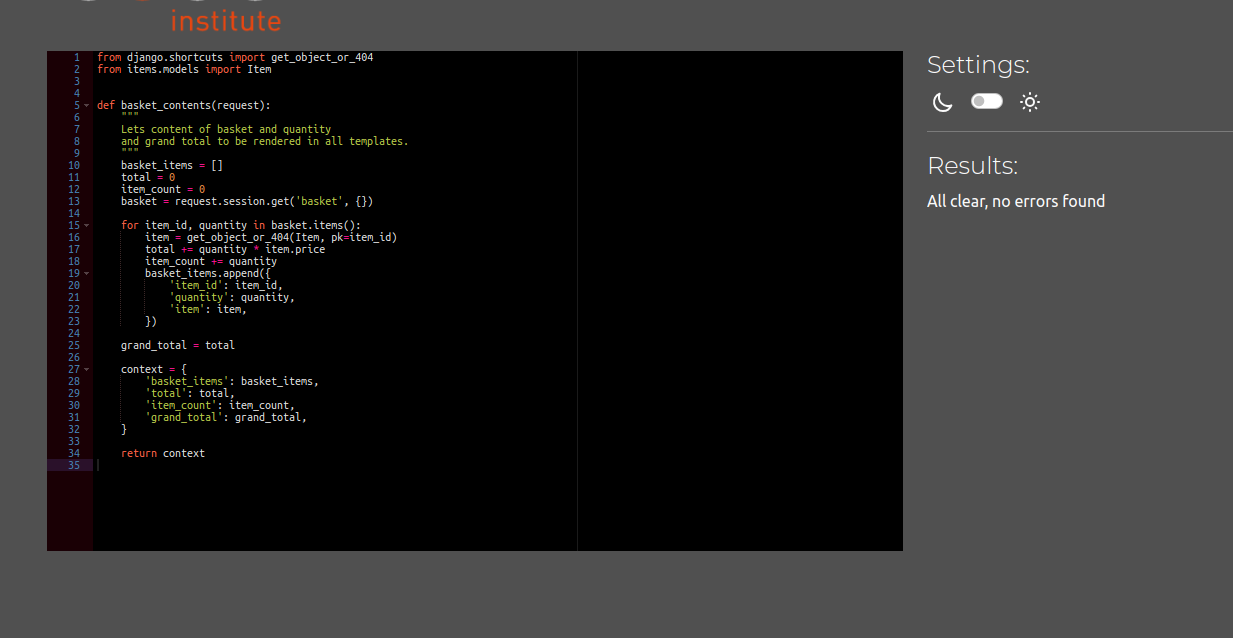 institute
1 from django.shortcuts import get_object_or_404
2 from items.models import Item
3
4
5 def basket_contents(request):
6     """
7     Lets content of basket and quantity
8     and grand total to be rendered in all templates.
9     """
10     basket_items = []
11     total = 0
12     item_count = 0
13     basket = request.session.get('basket', {})
14
15     for item_id, quantity in basket.items():
16         item = get_object_or_404(Item, pk=item_id)
17         total += quantity * item.price
18         item_count += quantity
19         basket_items.append({
20             'item_id': item_id,
21             'quantity': quantity,
22             'item': item,
23         })
24
25     grand_total = total
26
27     context = {
28         'basket_items': basket_items,
29         'total': total,
30         'item_count': item_count,
31         'grand_total': grand_total,
32     }
33
34     return context
35
Settings:
Results:
All clear, no errors found